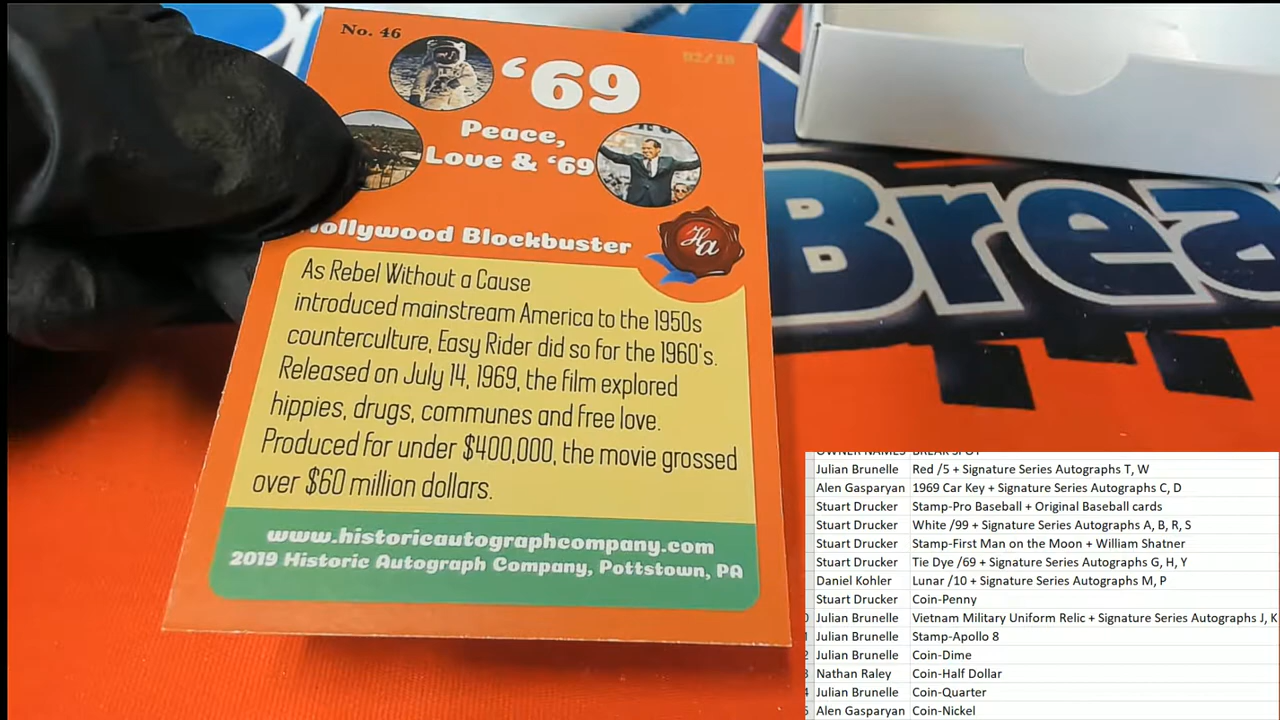 No. 46
02/10
'69
Peace,
Love & '69
Hollywood Blockbuster
Ha
As Rebel Without a Cause
introduced mainstream America to the 1950s
counterculture, Easy Rider did so for the 1960's.
Released on July 14, 1969, the film explored
hippies, drugs, communes and free love.
Produced for under $400,000, the movie grossed
over $60 million dollars.
www.historicautographcompany.com
2019 Historic Autograph Company, Pottstown, PA
Brea
OWNER NAMES BREAK SPOT
Julian Brunelle Red /5 + Signature Series Autographs T, W
Alen Gasparyan 1969 Car Key + Signature Series Autographs C, D
Stuart Drucker Stamp-Pro Baseball + Original Baseball cards
Stuart Drucker White /99 + Signature Series Autographs A, B, R, S
Stuart Drucker Stamp-First Man on the Moon + William Shatner
Stuart Drucker Tie Dye /69 + Signature Series Autographs G, H, Y
Daniel Kohler Lunar /10 + Signature Series Autographs M, P
Stuart Drucker Coin-Penny
Julian Brunelle Vietnam Military Uniform Relic + Signature Series Autographs J, K
Julian Brunelle Stamp-Apollo 8
Julian Brunelle Coin-Dime
Nathan Raley Coin-Half Dollar
Julian Brunelle Coin-Quarter
Alen Gasparyan Coin-Nickel